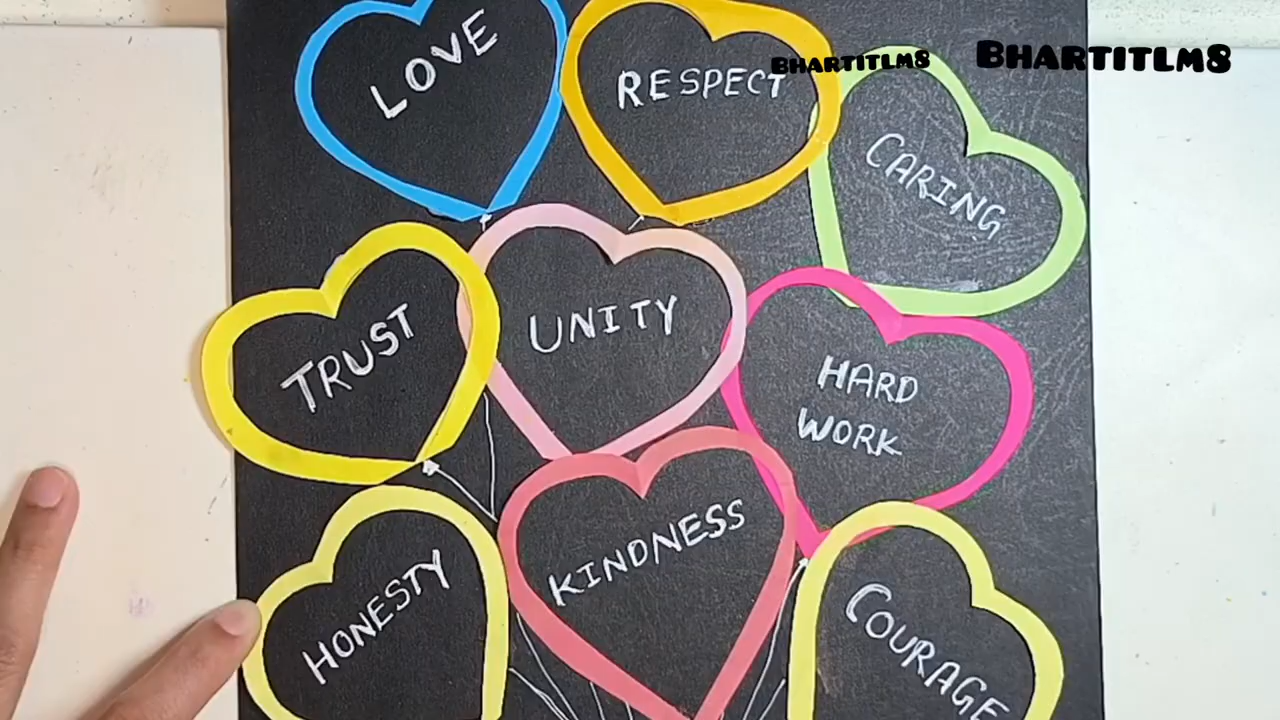 LOVE
RESPECT
BHARTITLM8
BHARTITLM8
CARING
TRUST
UNITY
HARD
WORK
HONESTY
KINDNESS
COURAGE